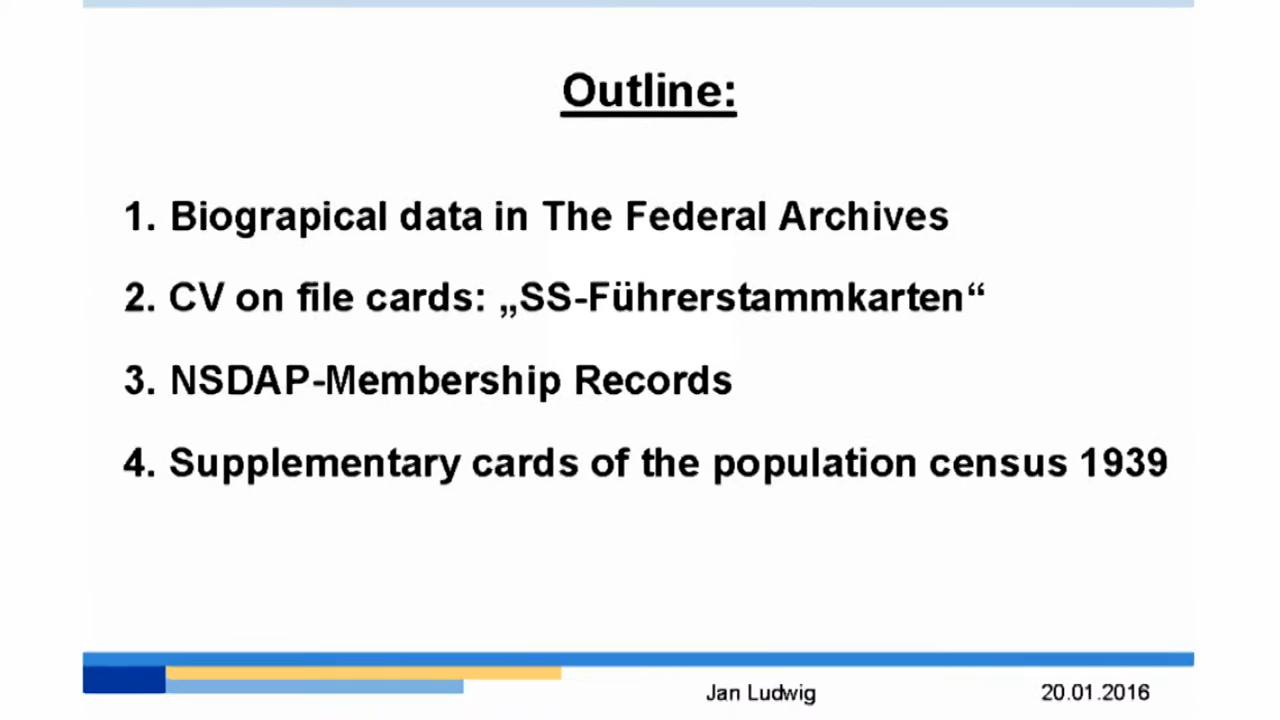 Outline:
1. Biograpical data in The Federal Archives
2. CV on file cards: „SS-Führerstammkarten“
3. NSDAP-Membership Records
4. Supplementary cards of the population census 1939
Jan Ludwig 20.01.2016